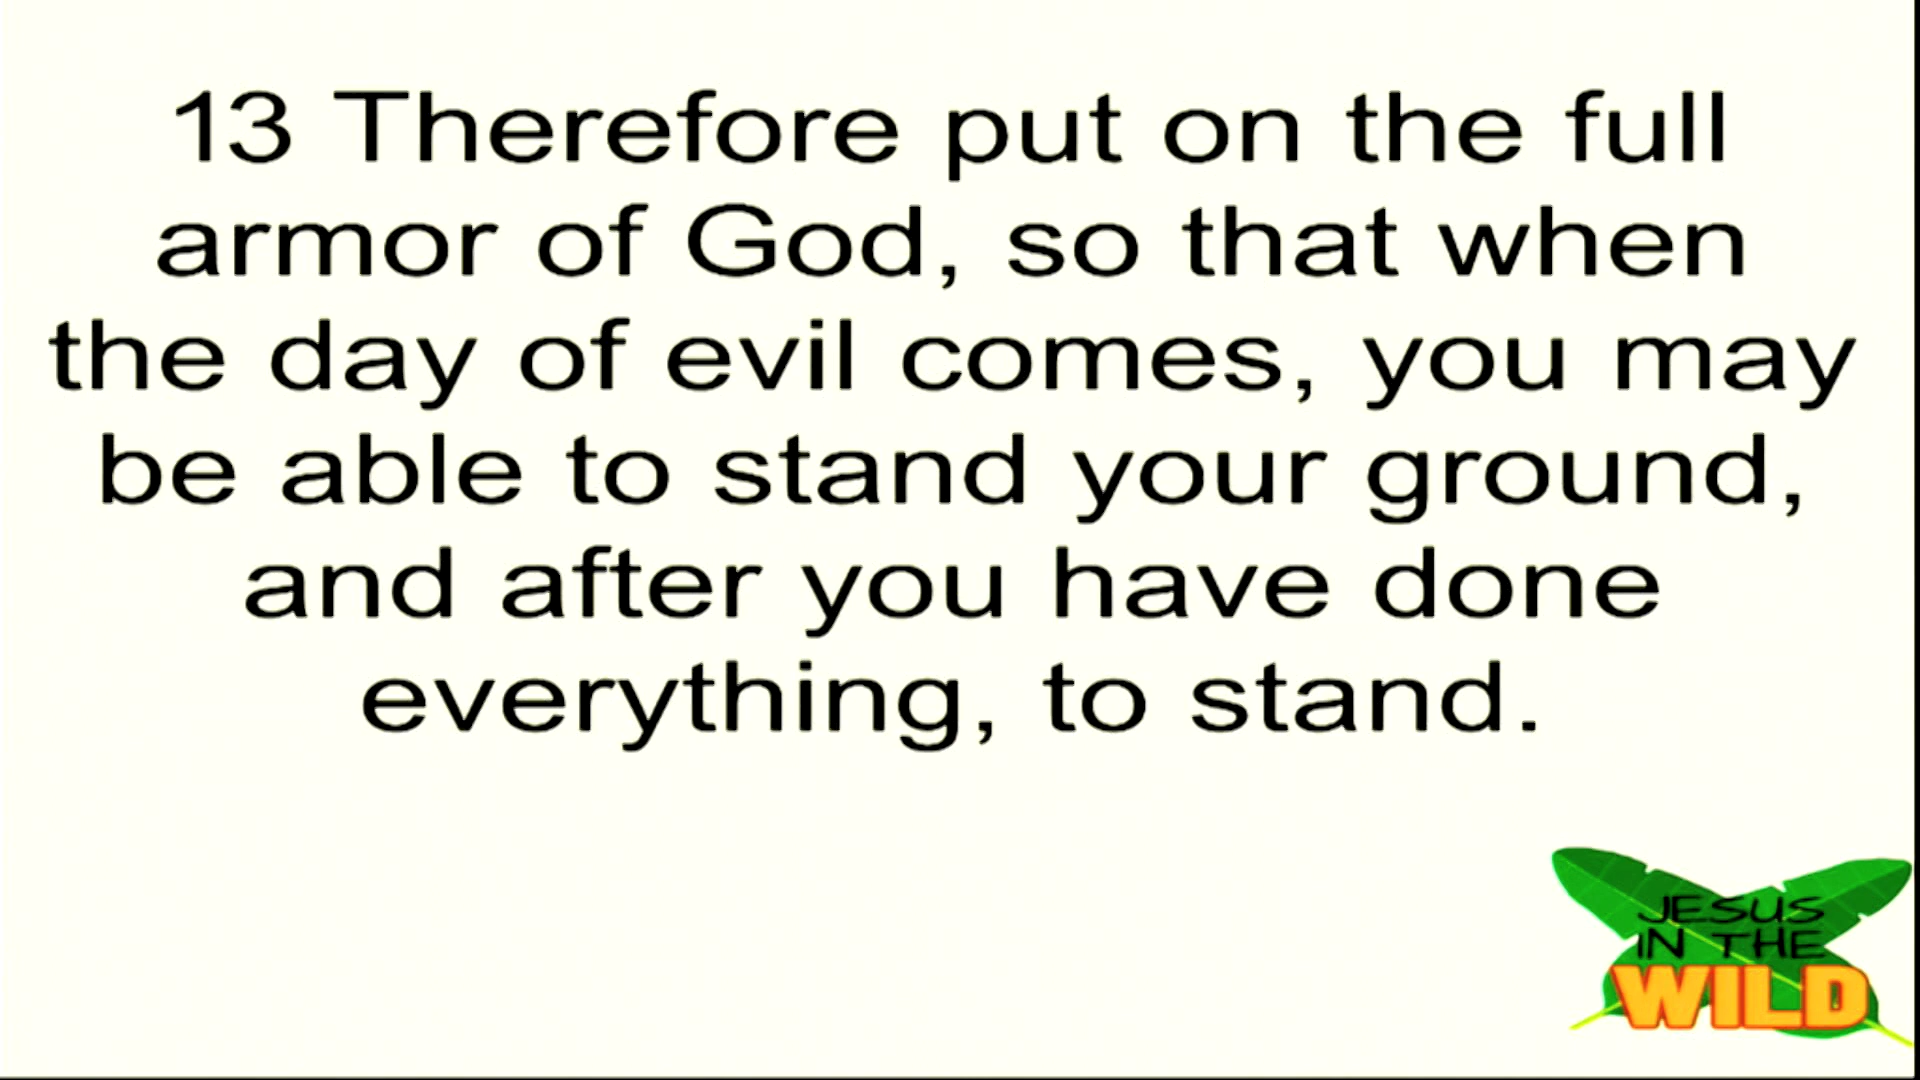 13 Therefore put on the full
armor of God, so that when
the day of evil comes, you may
be able to stand your ground,
and after you have done
everything, to stand.
JESUS
IN THE
WILD